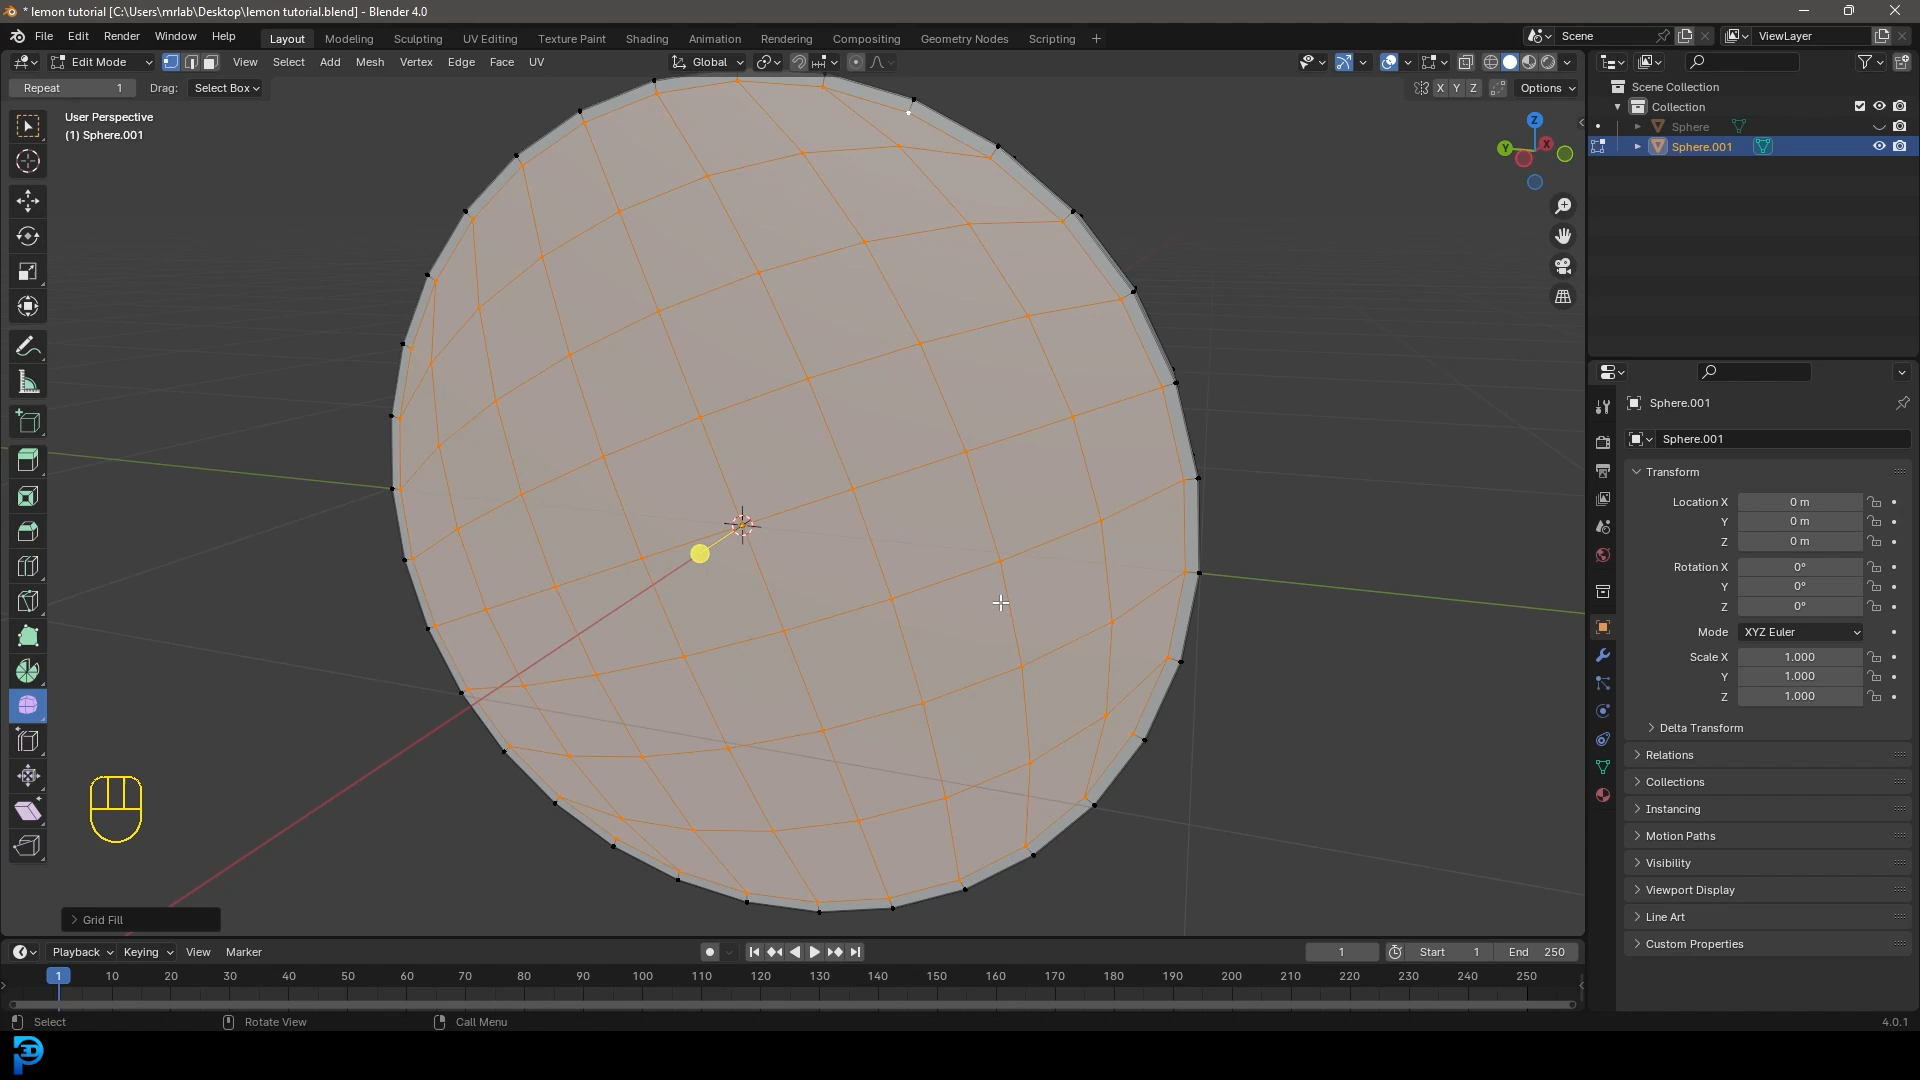 * lemon tutorial [C:\Users\mrlab\Desktop\lemon tutorial.blend] - Blender 4.0
File Edit Render Window Help Layout Modeling Sculpting UV Editing Texture Paint Shading Animation Rendering Compositing Geometry Nodes Scripting + Scene ViewLayer
Edit Mode View Select Add Mesh Vertex Edge Face UV Global
Repeat 1 Drag: Select Box X Y Z Options
User Perspective
(1) Sphere.001
Z
Y X
Scene Collection
Collection
Sphere
Sphere.001
Sphere.001
Sphere.001
Transform
Location X 0 m
Y 0 m
Z 0 m
Rotation X 0°
Y 0°
Z 0°
Mode XYZ Euler
Scale X 1.000
Y 1.000
Z 1.000
Delta Transform
Relations
Collections
Instancing
Motion Paths
Visibility
Viewport Display
Line Art
Custom Properties
Grid Fill
Playback Keying View Marker 1 Start 1 End 250
1 10 20 30 40 50 60 70 80 90 100 110 120 130 140 150 160 170 180 190 200 210 220 230 240 250
Select Rotate View Call Menu 4.0.1
3D